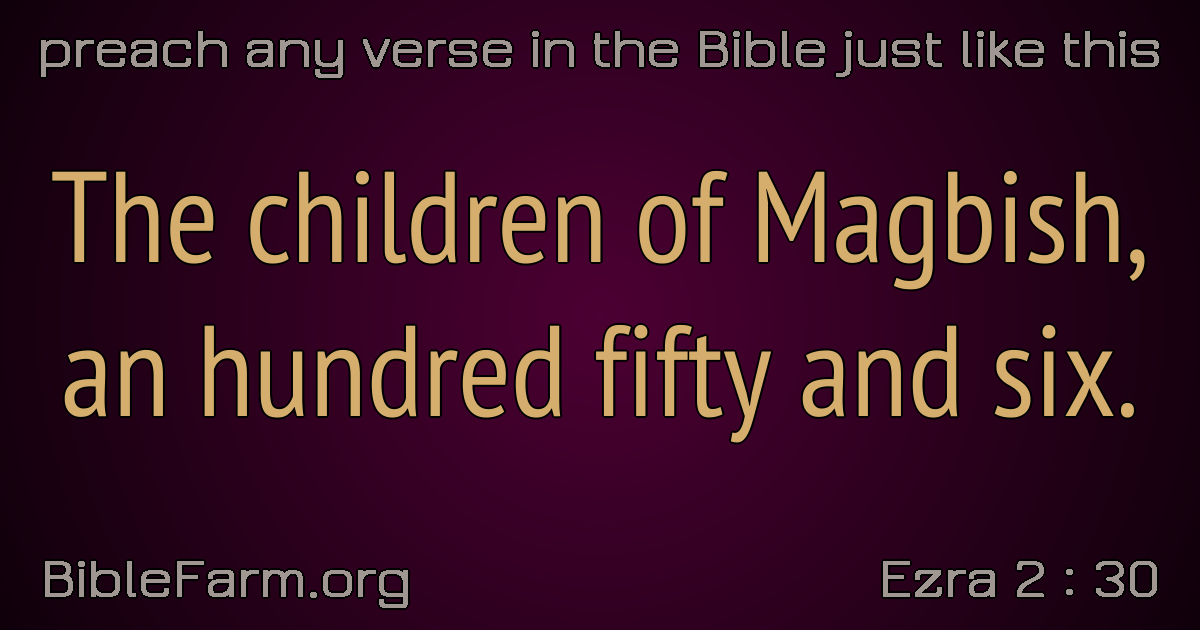 preach any verse in the Bible just like this
The children of Magbish,
an hundred fifty and six.
BibleFarm.org
Ezra 2 : 30